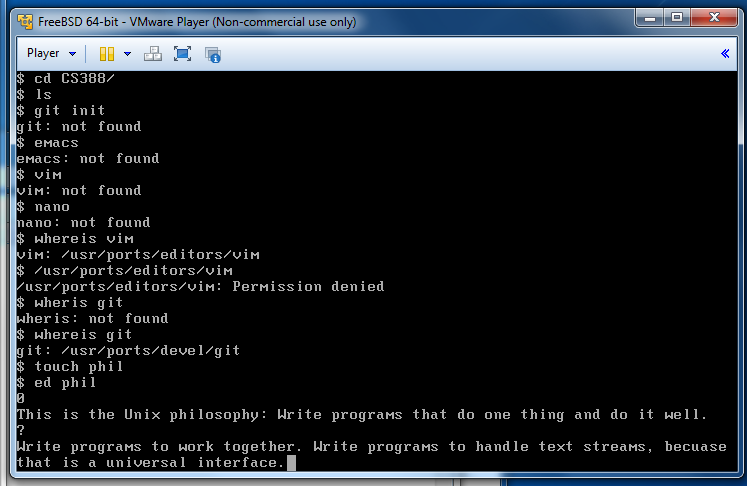 FreeBSD 64-bit - VMware Player (Non-commercial use only)
Player
$ cd CS388/
$ ls
$ git init
git: not found
$ emacs
emacs: not found
$ vim
vim: not found
$ nano
nano: not found
$ whereis vim
vim: /usr/ports/editors/vim
$ /usr/ports/editors/vim
/usr/ports/editors/vim: Permission denied
$ wheris git
wheris: not found
$ whereis git
git: /usr/ports/devel/git
$ touch phil
$ ed phil
0
This is the Unix philosophy: Write programs that do one thing and do it well.
?
Write programs to work together. Write programs to handle text streams, becuase
that is a universal interface.